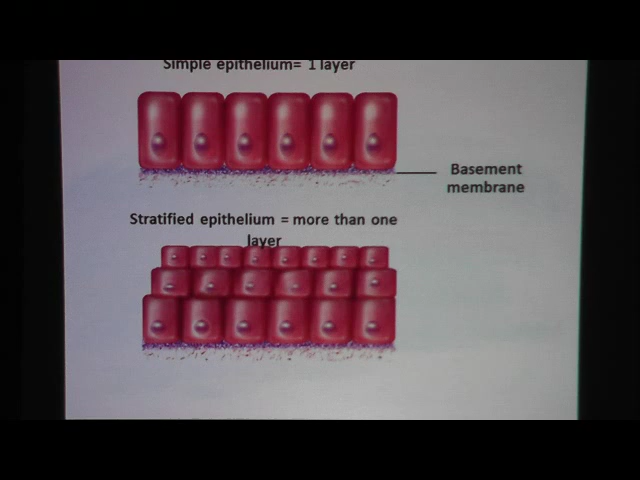 Simple epithelium= 1 layer
Basement
membrane
Stratified epithelium = more than one
layer